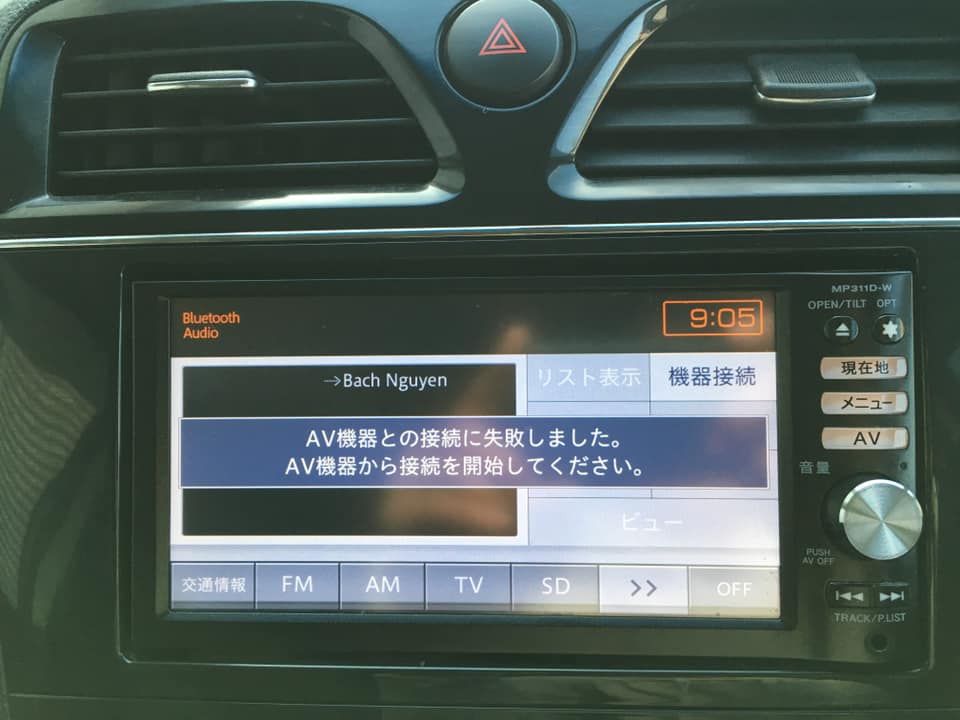 MP311D-W
OPEN/TILT OPT
Bluetooth
Audio
9:05
→Bach Nguyen
リスト表示
機器接続
現在地
メニュー
AV
AV機器との接続に失敗しました。
AV機器から接続を開始してください。
音量
ビュー
PUSH
AV OFF
交通情報
FM
AM
TV
SD
>>
OFF
TRACK/P.LIST